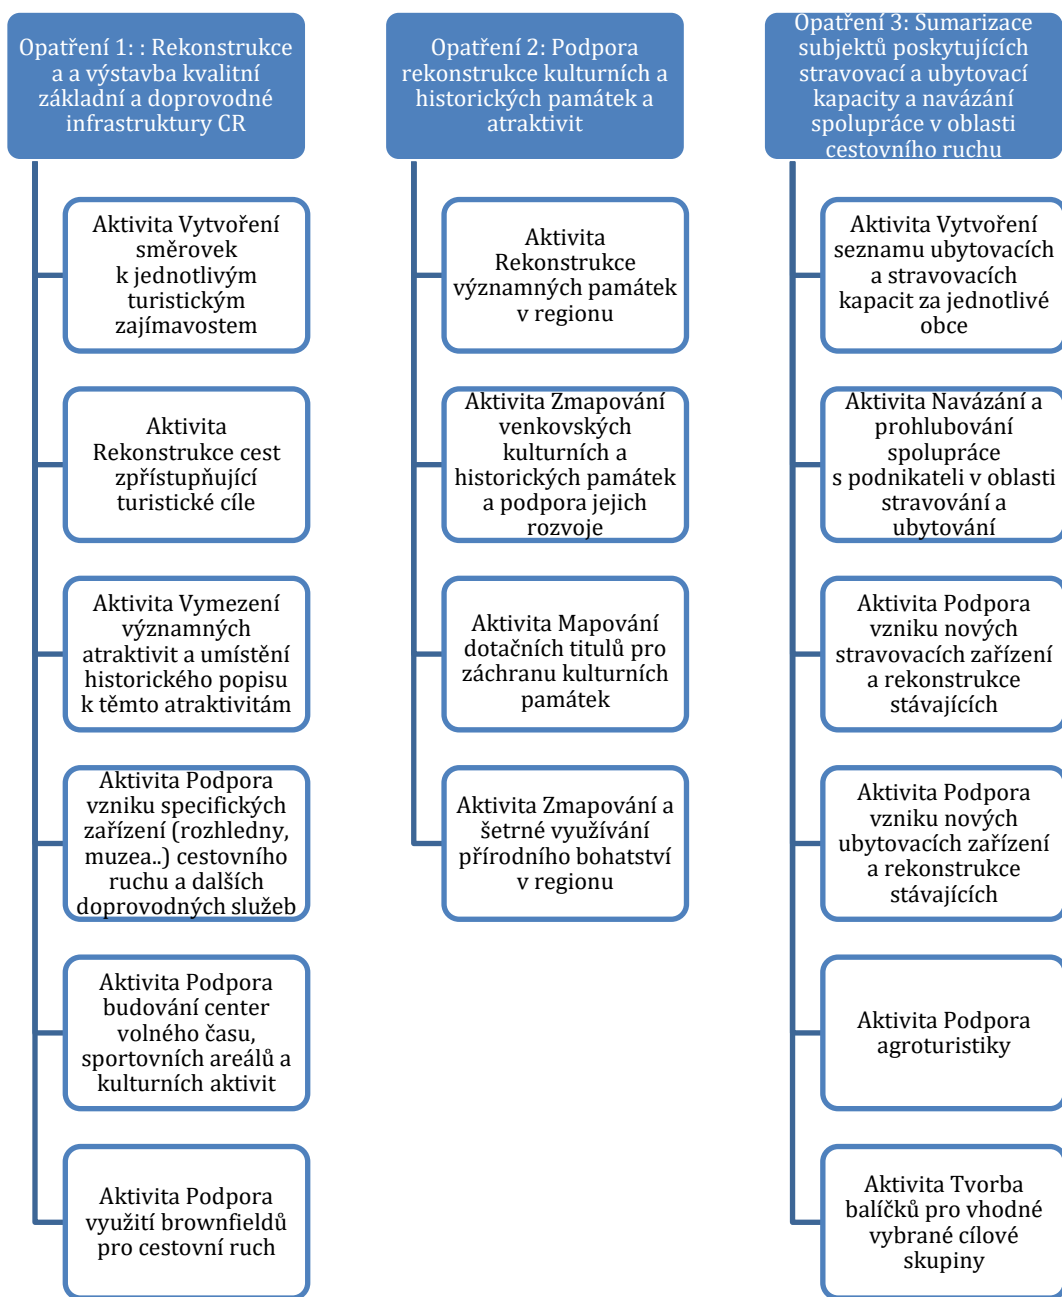 Opatření 1: : Rekonstrukce
a a výstavba kvalitní
základní a doprovodné
infrastruktury CR
Aktivita Vytvoření
směrovek
k jednotlivým
turistickým
zajímavostem
Aktivita
Rekonstrukce cest
zpřístupňující
turistické cíle
Aktivita Vymezení
významných
atraktivit a umístění
historického popisu
k těmto atraktivitám
Aktivita Podpora
vzniku specifických
zařízení (rozhledny,
muzea..) cestovního
ruchu a dalších
doprovodných služeb
Aktivita Podpora
budování center
volného času,
sportovních areálů a
kulturních aktivit
Aktivita Podpora
využití brownfieldů
pro cestovní ruch
Opatření 2: Podpora
rekonstrukce kulturních a
historických památek a
atraktivit
Aktivita
Rekonstrukce
významných památek
v regionu
Aktivita Zmapování
venkovských
kulturních a
historických památek
a podpora jejich
rozvoje
Aktivita Mapování
dotačních titulů pro
záchranu kulturních
památek
Aktivita Zmapování a
šetrné využívání
přírodního bohatství
v regionu
Opatření 3: Sumarizace
subjektů poskytujících
stravovací a ubytovací
kapacity a navázání
spolupráce v oblasti
cestovního ruchu
Aktivita Vytvoření
seznamu ubytovacích
a stravovacích
kapacit za jednotlivé
obce
Aktivita Navázání a
prohlubování
spolupráce
s podnikateli v oblasti
stravování a
ubytování
Aktivita Podpora
vzniku nových
stravovacích zařízení
a rekonstrukce
stávajících
Aktivita Podpora
vzniku nových
ubytovacích zařízení
a rekonstrukce
stávajících
Aktivita Podpora
agroturistiky
Aktivita Tvorba
balíčků pro vhodné
vybrané cílové
skupiny